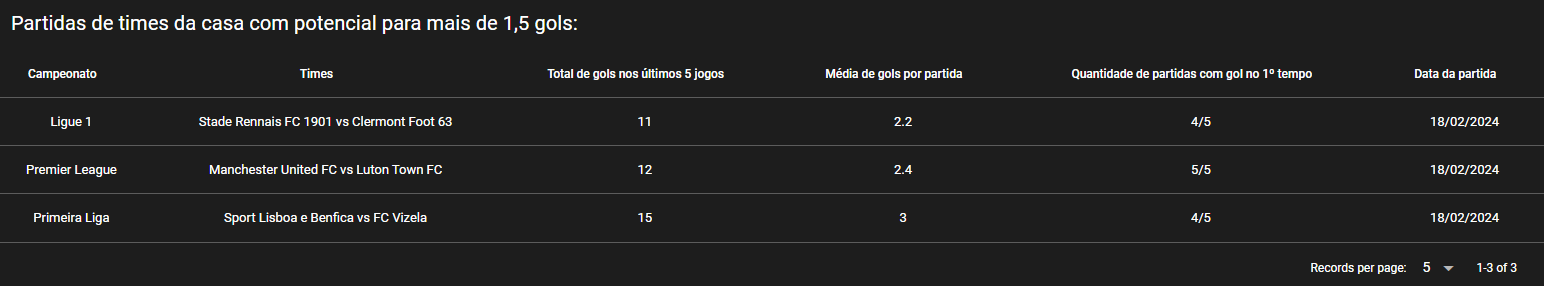 Partidas de times da casa com potencial para mais de 1,5 gols:
Campeonato Times Total de gols nos últimos 5 jogos Média de gols por partida Quantidade de partidas com gol no 1º tempo Data da partida
Ligue 1 Stade Rennais FC 1901 vs Clermont Foot 63 11 2.2 4/5 18/02/2024
Premier League Manchester United FC vs Luton Town FC 12 2.4 5/5 18/02/2024
Primeira Liga Sport Lisboa e Benfica vs FC Vizela 15 3 4/5 18/02/2024
Records per page: 5 1-3 of 3